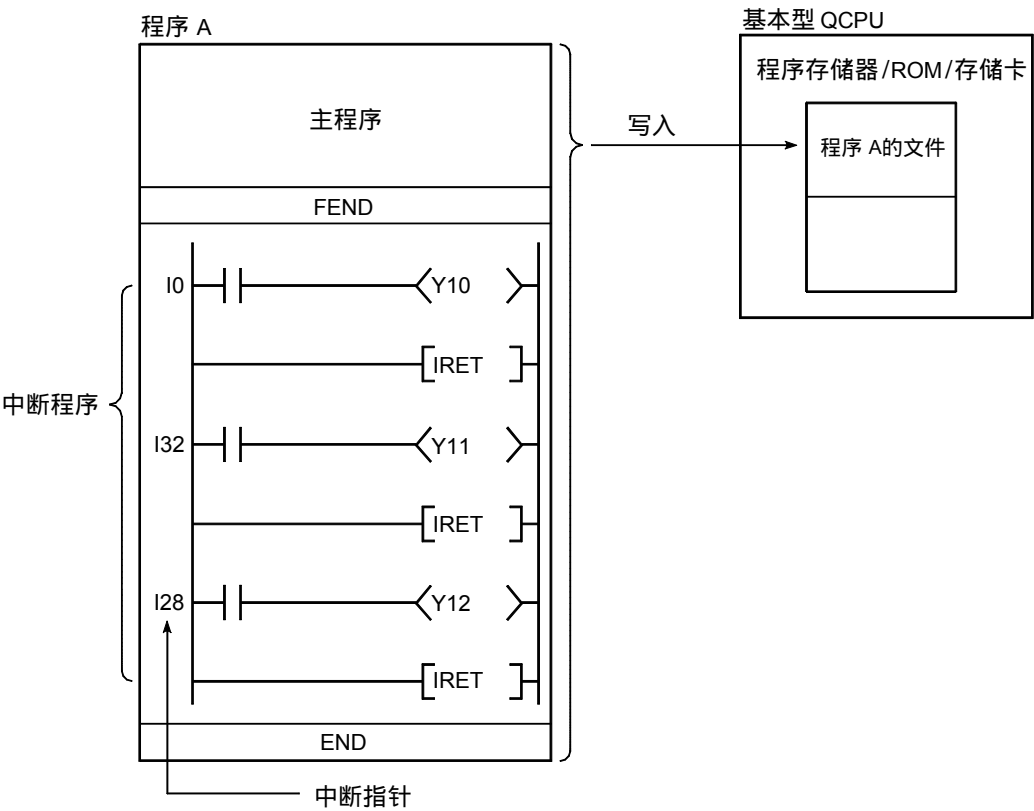 程序 A
基本型 QCPU
程序存储器/ROM/存储卡
主程序
写入
程序 A的文件
FEND
I0
Y10
IRET
中断程序
I32
Y11
IRET
I28
Y12
IRET
END
中断指针